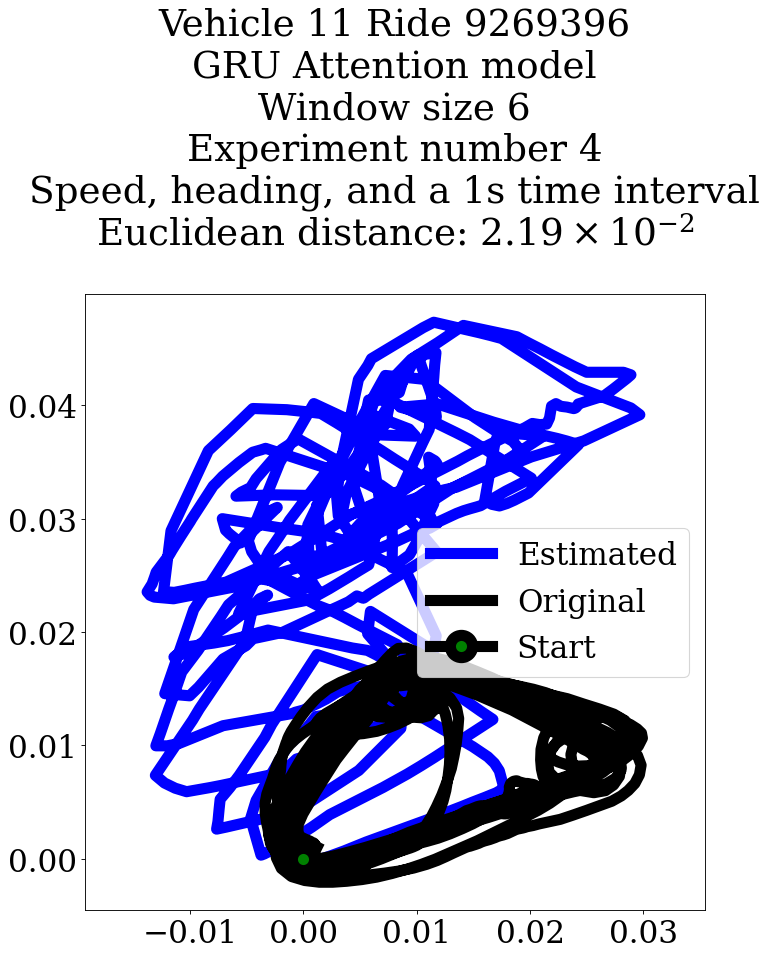 Vehicle 11 Ride 9269396
GRU Attention model
Window size 6
Experiment number 4
Speed, heading, and a 1s time interval
Euclidean distance: 2.19 × 10⁻²
0.04
0.03
Estimated
Original
0.02
Start
0.01
0.00
−0.01 0.00 0.01 0.02 0.03